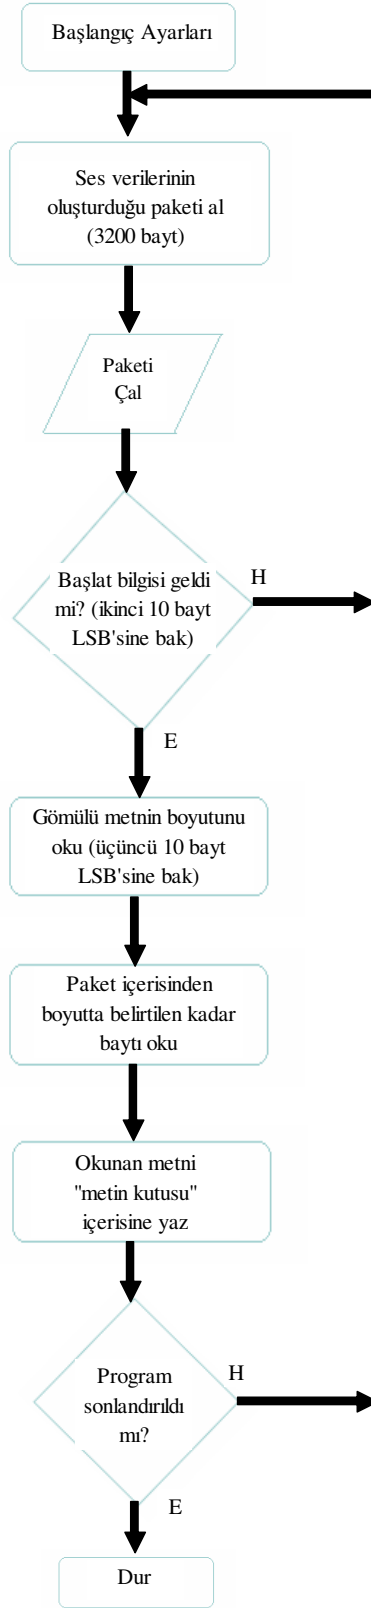 Başlangıç Ayarları
Ses verilerinin
oluşturduğu paketi al
(3200 bayt)
Paketi
Çal
Başlat bilgisi geldi
mi? (ikinci 10 bayt
LSB'sine bak)
H
E
Gömülü metnin boyutunu
oku (üçüncü 10 bayt
LSB'sine bak)
Paket içerisinden
boyutta belirtilen kadar
baytı oku
Okunan metni
"metin kutusu"
içerisine yaz
Program
sonlandırıldı
mı?
H
E
Dur